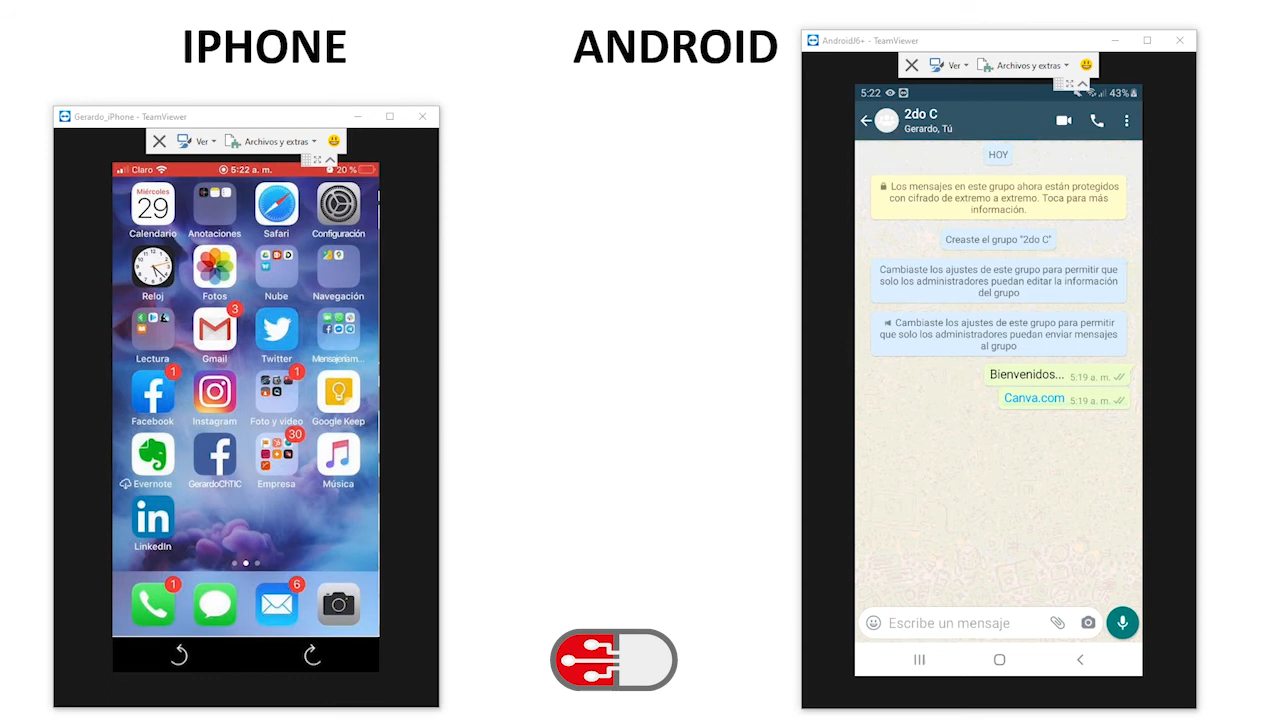 IPHONE
ANDROID
Gerardo_iPhone - TeamViewer
Ver
Archivos y extras
Claro
5:22 a. m.
20 %
Miércoles
29
Calendario
Anotaciones
Safari
Configuración
Reloj
Fotos
Nube
Navegación
3
Lectura
Gmail
Twitter
Mensajeríam...
1
1
Facebook
Instagram
Foto y vídeo
Google Keep
30
Evernote
GerardoChTIC
Empresa
Música
in
LinkedIn
1
6
AndroidJ6+ - TeamViewer
Ver
Archivos y extras
5:22
43%
2do C
Gerardo, Tú
HOY
Los mensajes en este grupo ahora están protegidos
con cifrado de extremo a extremo. Toca para más
información.
Creaste el grupo "2do C"
Cambiaste los ajustes de este grupo para permitir que
solo los administradores puedan editar la información
del grupo
Cambiaste los ajustes de este grupo para permitir
que solo los administradores puedan enviar mensajes
al grupo
Bienvenidos... 5:19 a. m.
Canva.com 5:19 a. m.
Escribe un mensaje